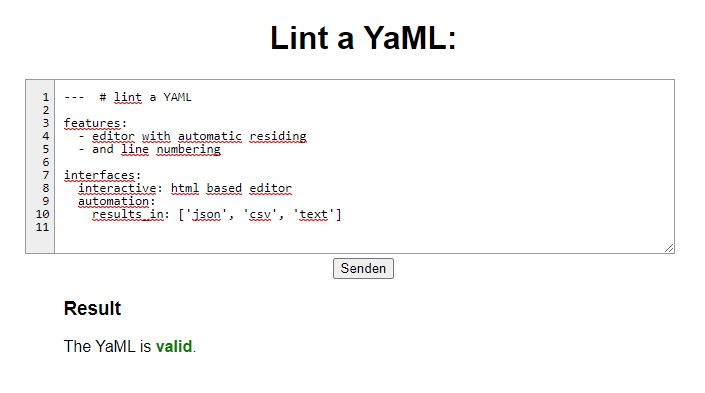 Lint a YaML:
1 --- # lint a YAML
2
3 features:
4 - editor with automatic residing
5 - and line numbering
6
7 interfaces:
8 interactive: html based editor
9 automation:
10 results_in: ['json', 'csv', 'text']
11
Senden
Result
The YaML is valid.